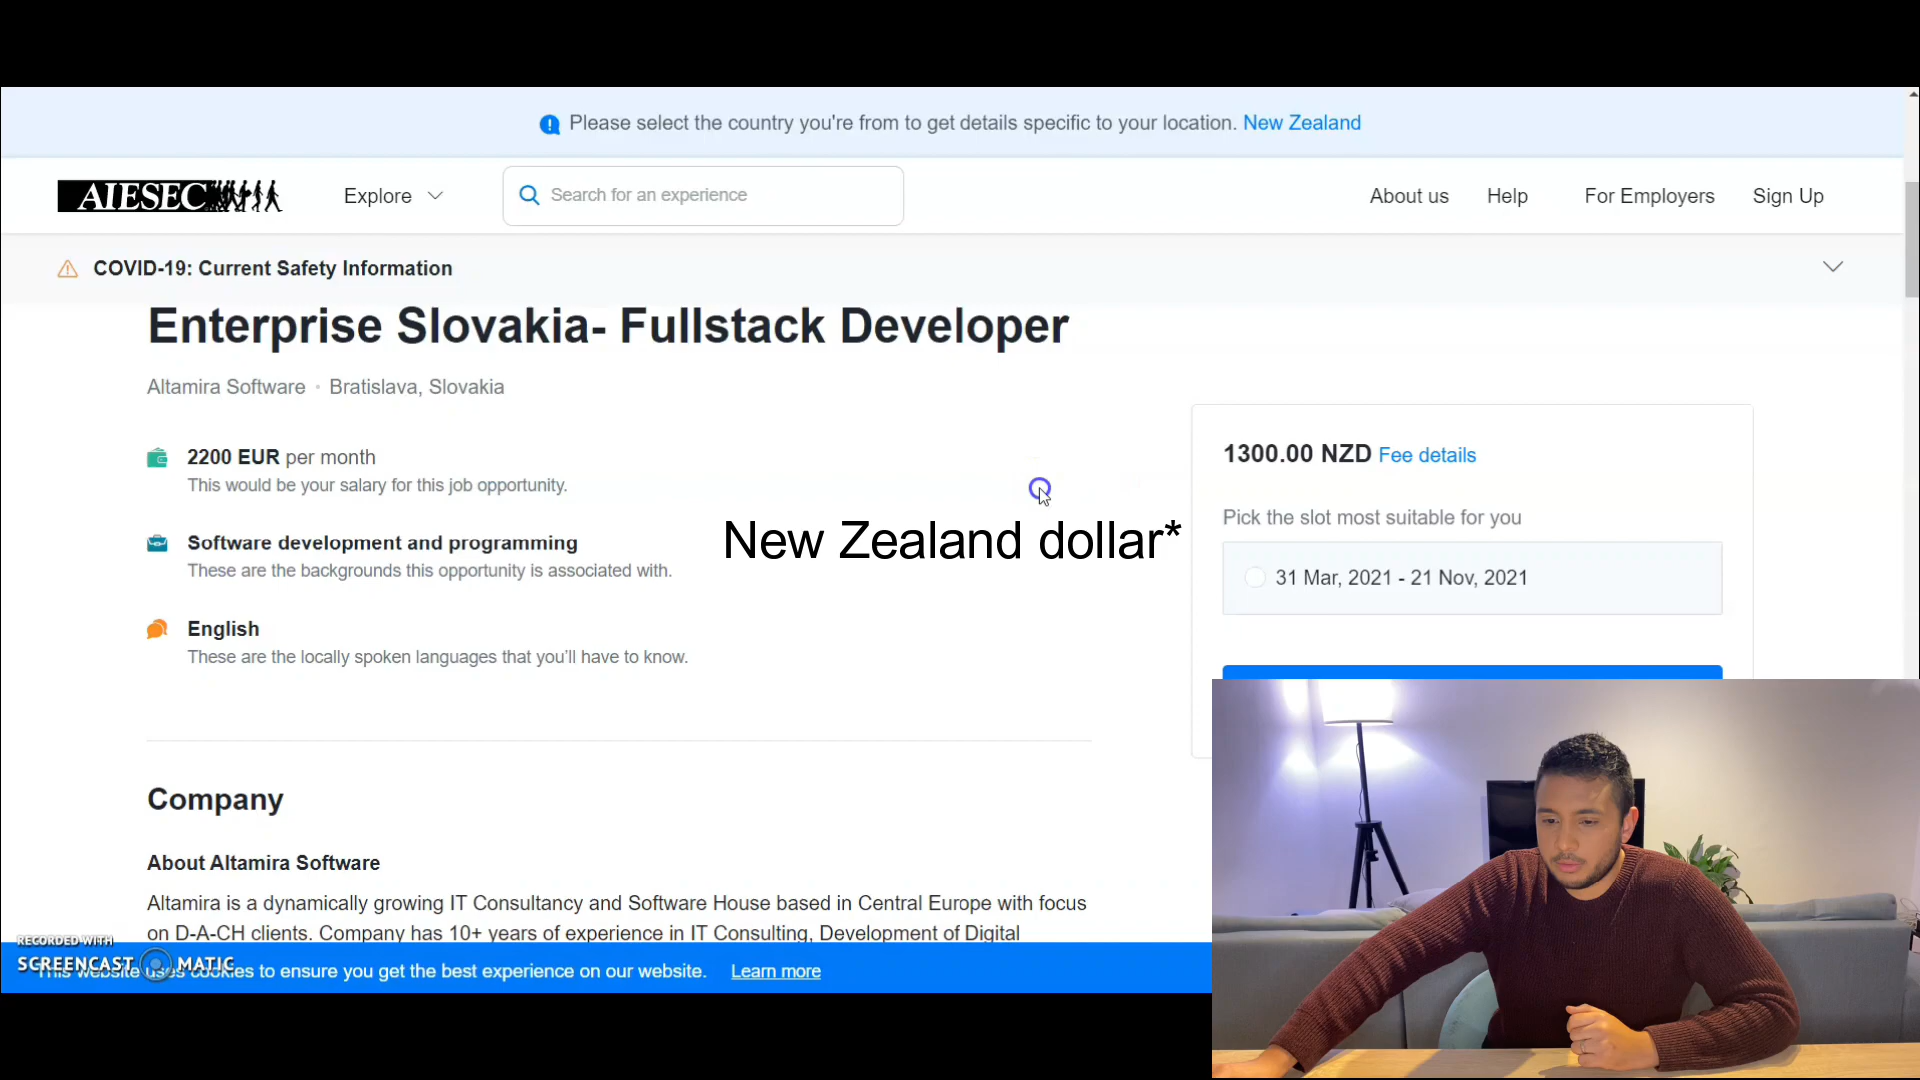 Please select the country you're from to get details specific to your location. New Zealand
AIESEC
Explore
Search for an experience
About us
Help
For Employers
Sign Up
COVID-19: Current Safety Information
Enterprise Slovakia- Fullstack Developer
Altamira Software • Bratislava, Slovakia
2200 EUR per month
This would be your salary for this job opportunity.
Software development and programming
These are the backgrounds this opportunity is associated with.
English
These are the locally spoken languages that you'll have to know.
New Zealand dollar*
1300.00 NZD Fee details
Pick the slot most suitable for you
31 Mar, 2021 - 21 Nov, 2021
Company
About Altamira Software
Altamira is a dynamically growing IT Consultancy and Software House based in Central Europe with focus
on D-A-CH clients. Company has 10+ years of experience in IT Consulting, Development of Digital
RECORDED WITH
SCREENCAST MATIC
This website uses cookies to ensure you get the best experience on our website. Learn more